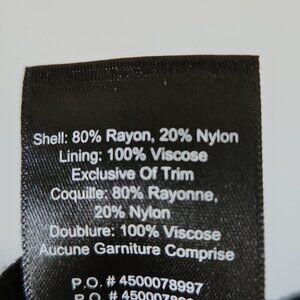 Shell: 80% Rayon, 20% Nylon
Lining: 100% Viscose
Exclusive Of Trim
Coquille: 80% Rayonne,
20% Nylon
Doublure: 100% Viscose
Aucune Garniture Comprise
P.O. # 4500078997
P.O. #